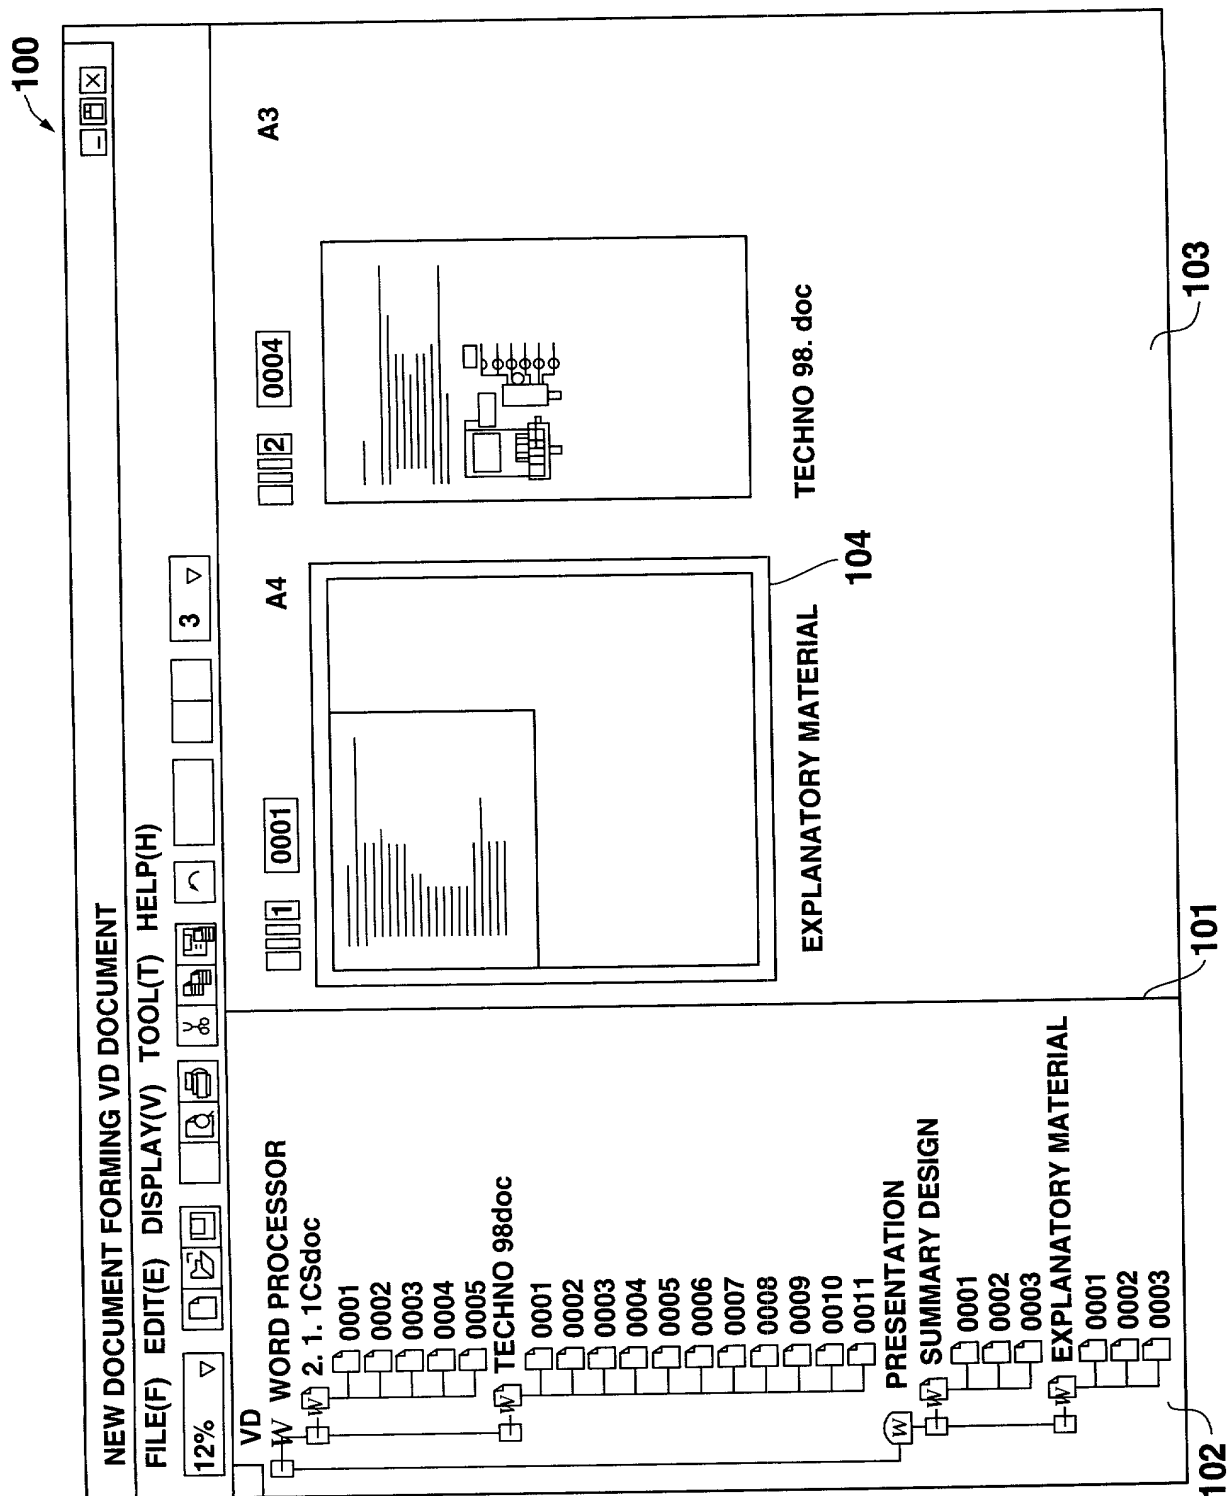 100
NEW DOCUMENT FORMING VD DOCUMENT
FILE(F) EDIT(E) DISPLAY(V) TOOL(T) HELP(H)
12% 3
VD
W WORD PROCESSOR
W 2. 1. 1CSdoc
0001
0002
0003
0004
0005
W TECHNO 98doc
0001
0002
0003
0004
0005
0006
0007
0008
0009
0010
0011
W PRESENTATION
W SUMMARY DESIGN
0001
0002
0003
W EXPLANATORY MATERIAL
0001
0002
0003
1 0001 A4
EXPLANATORY MATERIAL
2 0004 A3
TECHNO 98. doc
104
102
101
103